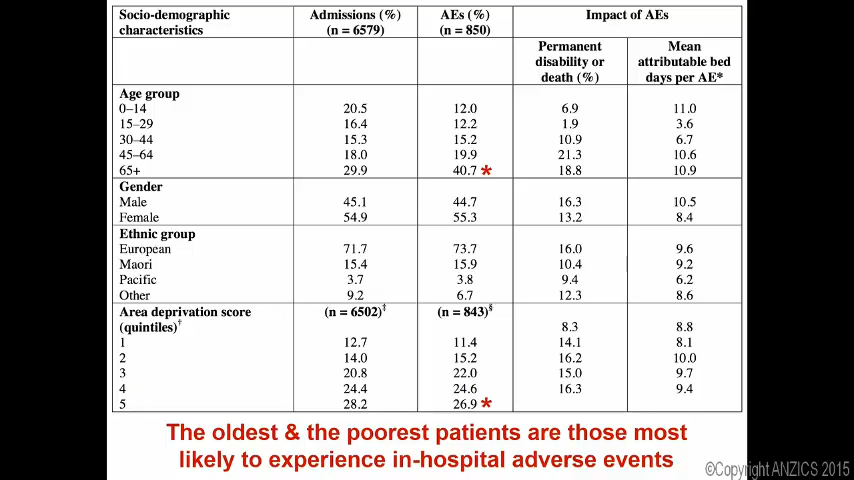 Socio-demographic characteristics Admissions (%) (n = 6579) AEs (%) (n = 850) Impact of AEs
Permanent disability or death (%) Mean attributable bed days per AE*
Age group
0–14 20.5 12.0 6.9 11.0
15–29 16.4 12.2 1.9 3.6
30–44 15.3 15.2 10.9 6.7
45–64 18.0 19.9 21.3 10.6
65+ 29.9 40.7 * 18.8 10.9
Gender
Male 45.1 44.7 16.3 10.5
Female 54.9 55.3 13.2 8.4
Ethnic group
European 71.7 73.7 16.0 9.6
Maori 15.4 15.9 10.4 9.2
Pacific 3.7 3.8 9.4 6.2
Other 9.2 6.7 12.3 8.6
Area deprivation score (n = 6502)‡ (n = 843)§
(quintiles)† 8.3 8.8
1 12.7 11.4 14.1 8.1
2 14.0 15.2 16.2 10.0
3 20.8 22.0 15.0 9.7
4 24.4 24.6 16.3 9.4
5 28.2 26.9 *
The oldest & the poorest patients are those most
likely to experience in-hospital adverse events
©Copyright ANZICS 2015